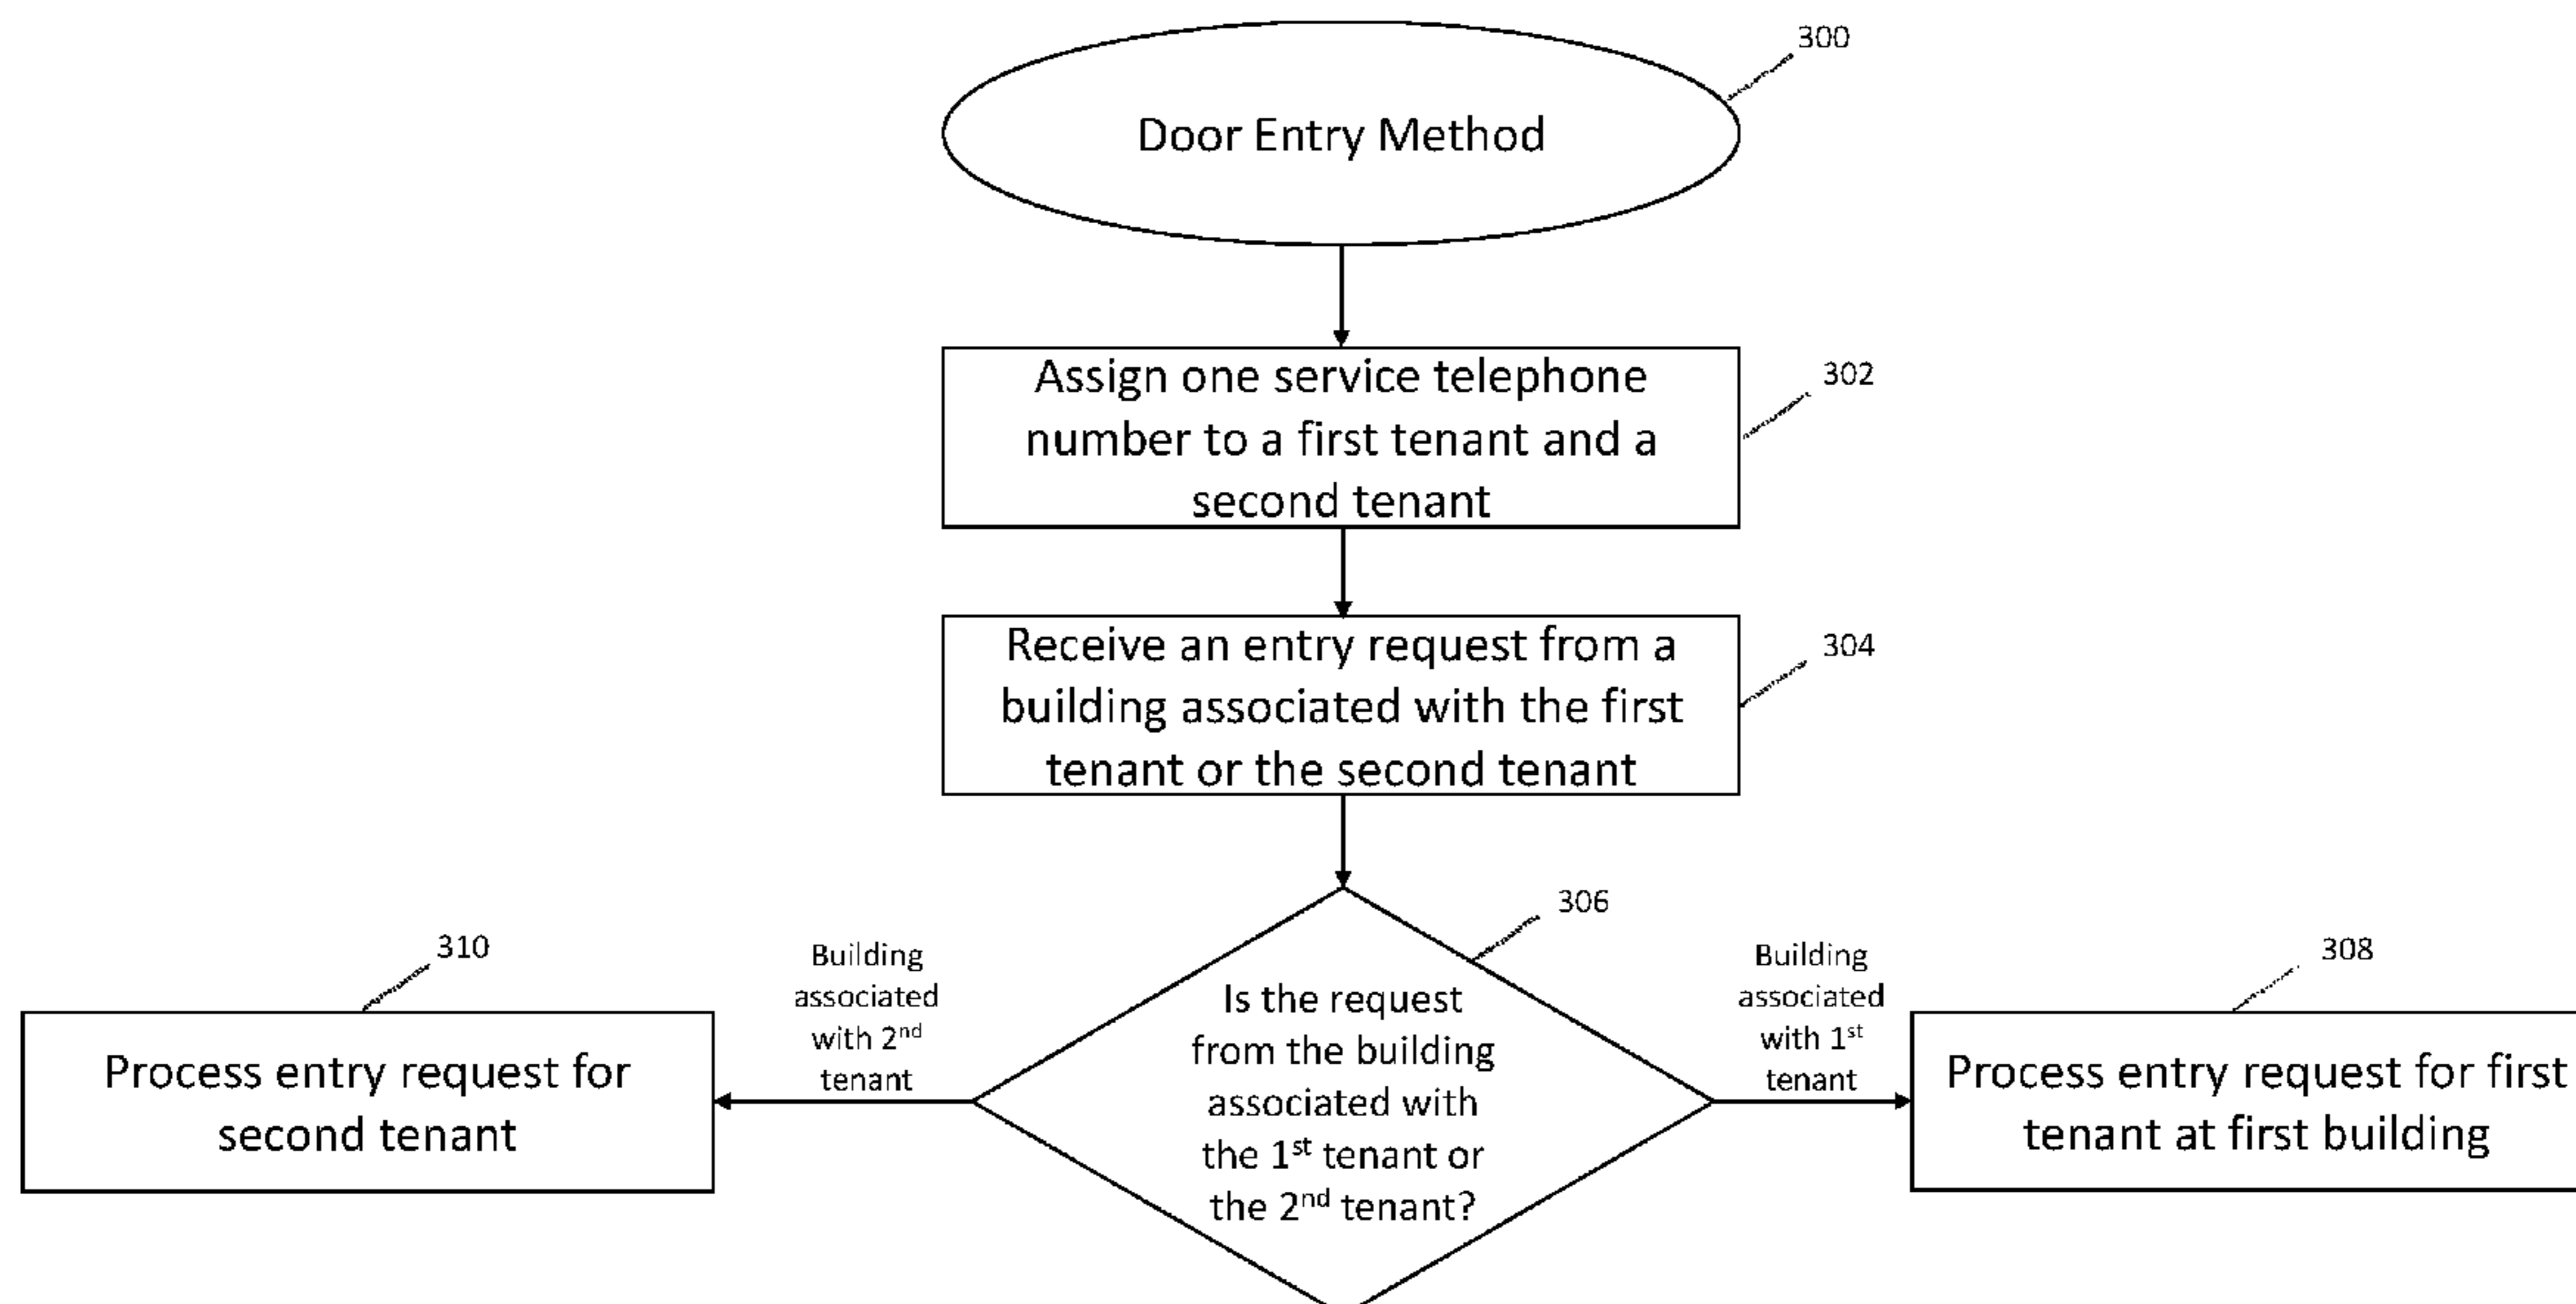 300
Door Entry Method
302
Assign one service telephone
number to a first tenant and a
second tenant
304
Receive an entry request from a
building associated with the first
tenant or the second tenant
306
Is the request
from the building
associated with
the 1st tenant or
the 2nd tenant?
310
Building
associated
with 2nd
tenant
Process entry request for
second tenant
Building
associated
with 1st
tenant
308
Process entry request for first
tenant at first building